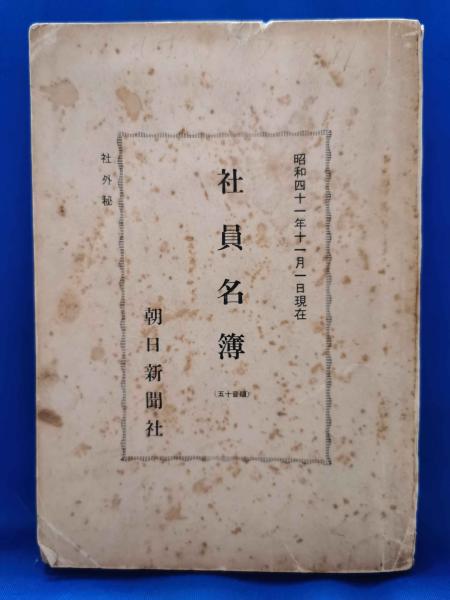 昭和四十一年十一月一日現在
社員名簿
(五十音順)
朝日新聞社
社外秘